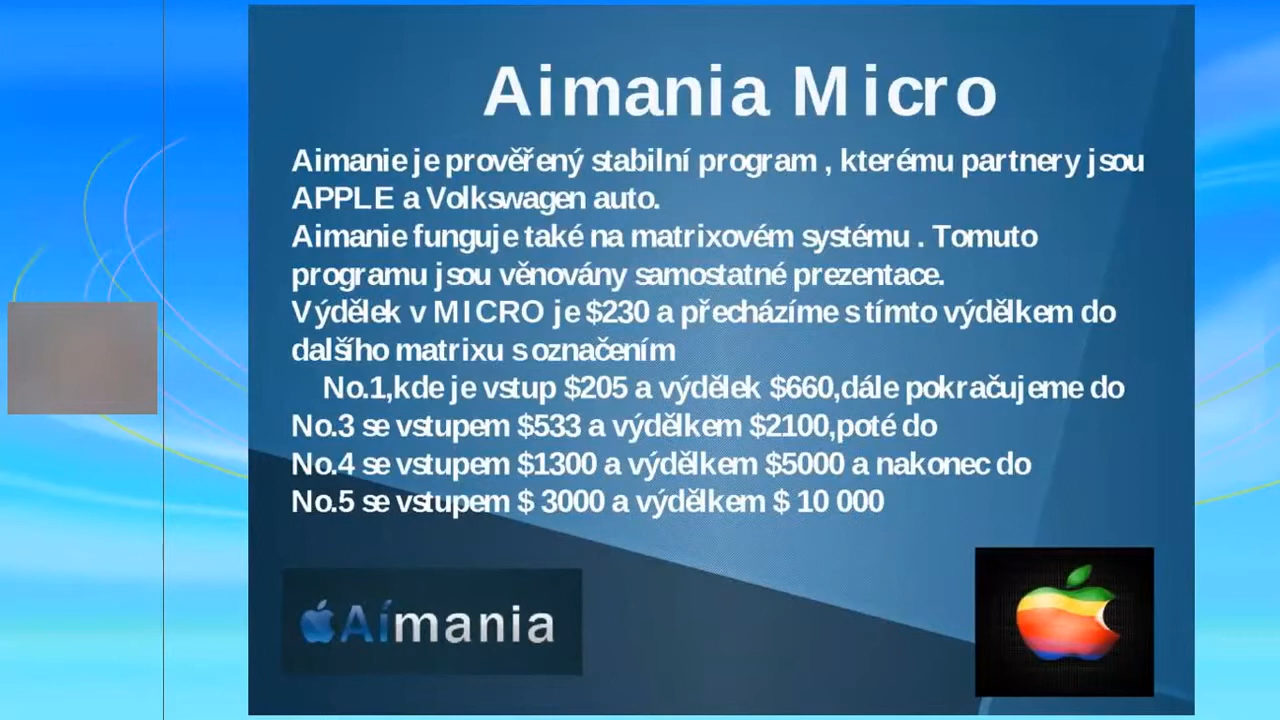 Aimania Micro
Aimanie je prověřený stabilní program , kterému partnery jsou
APPLE a Volkswagen auto.
Aimanie funguje také na matrixovém systému . Tomuto
programu jsou věnovány samostatné prezentace.
Výdělek v MICRO je $230 a přecházíme s tímto výdělkem do
dalšího matrixu s označením
No.1,kde je vstup $205 a výdělek $660,dále pokračujeme do
No.3 se vstupem $533 a výdělkem $2100,poté do
No.4 se vstupem $1300 a výdělkem $5000 a nakonec do
No.5 se vstupem $ 3000 a výdělkem $ 10 000
Aímania